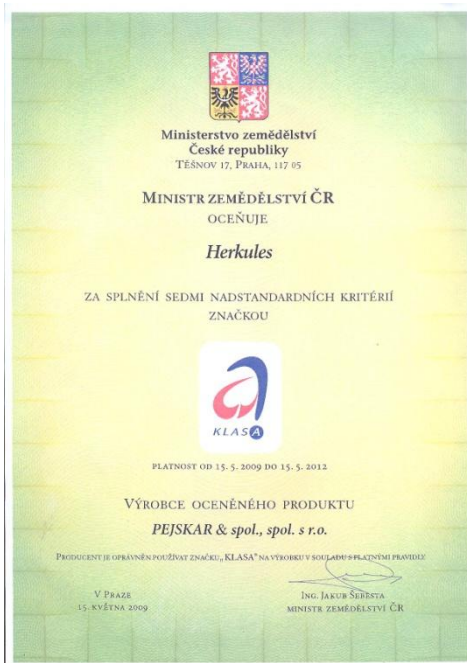 Ministerstvo zemědělství
České republiky
TĚŠNOV 17, PRAHA, 117 05
MINISTR ZEMĚDĚLSTVÍ ČR
OCEŇUJE
Herkules
ZA SPLNĚNÍ SEDMI NADSTANDARDNÍCH KRITÉRIÍ
ZNAČKOU
KLASA
PLATNOST OD 15. 5. 2009 DO 15. 5. 2012
VÝROBCE OCENĚNÉHO PRODUKTU
PEJSKAR & spol., spol. s r.o.
PRODUCENT JE OPRÁVNĚN POUŽÍVAT ZNAČKU „KLASA" NA VÝROBKU V SOULADU S PLATNÝMI PRAVIDLY
V PRAZE
15. KVĚTNA 2009
ING. JAKUB ŠEBESTA
MINISTR ZEMĚDĚLSTVÍ ČR